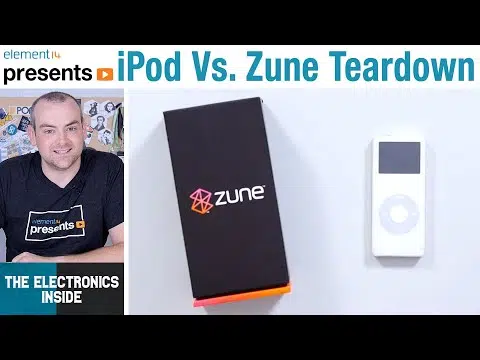 element14
presents
iPod Vs. Zune Teardown
zune
element14
presents
THE ELECTRONICS
INSIDE